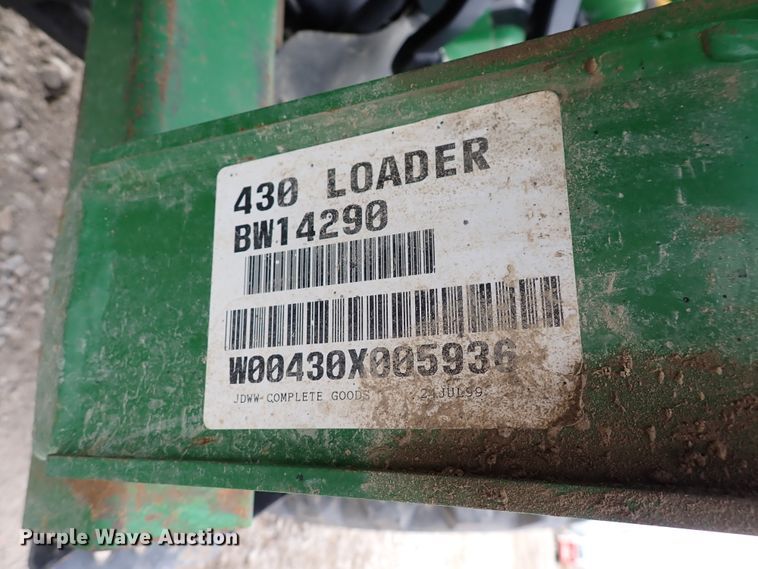 430 LOADER
BW14290
W00430X005936
JDWW-COMPLETE GOODS 24JUL99
Purple Wave Auction